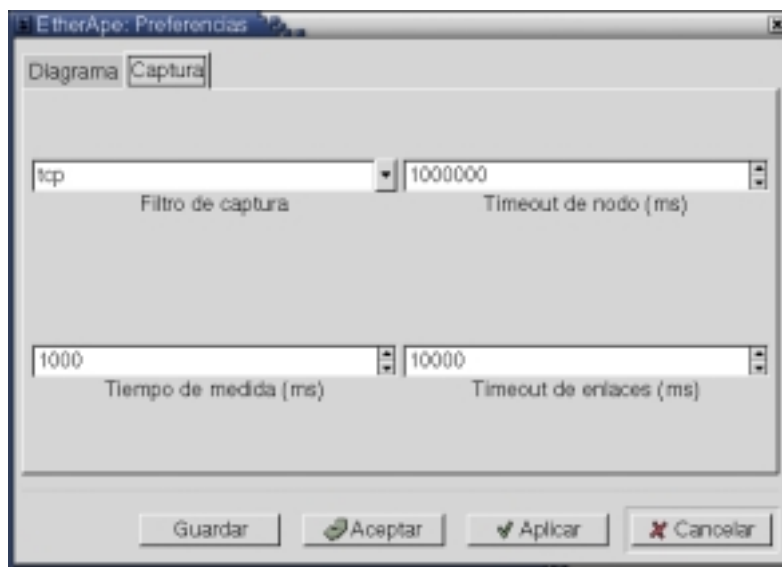 EtherApe: Preferencias
Diagrama Captura
tcp 1000000
Filtro de captura Timeout de nodo (ms)
1000 10000
Tiempo de medida (ms) Timeout de enlaces (ms)
Guardar Aceptar Aplicar Cancelar